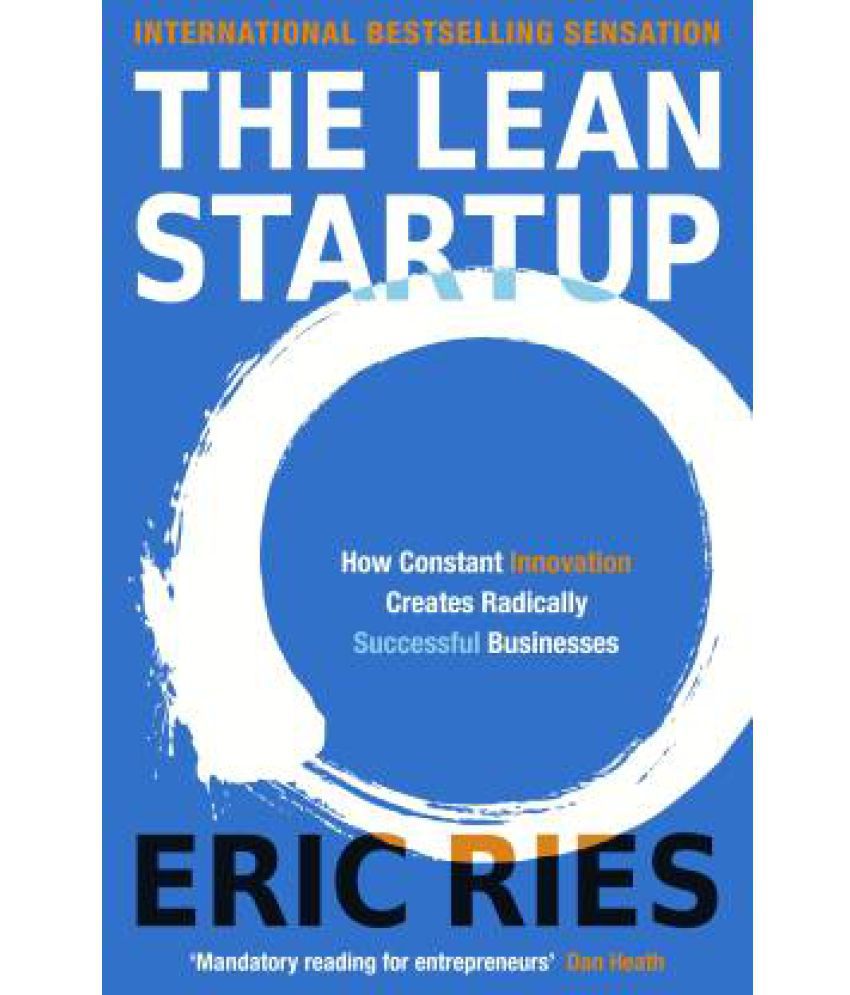 INTERNATIONAL BESTSELLING SENSATION
THE LEAN
STARTUP
How Constant Innovation
Creates Radically
Successful Businesses
ERIC RIES
‘Mandatory reading for entrepreneurs’ Dan Heath